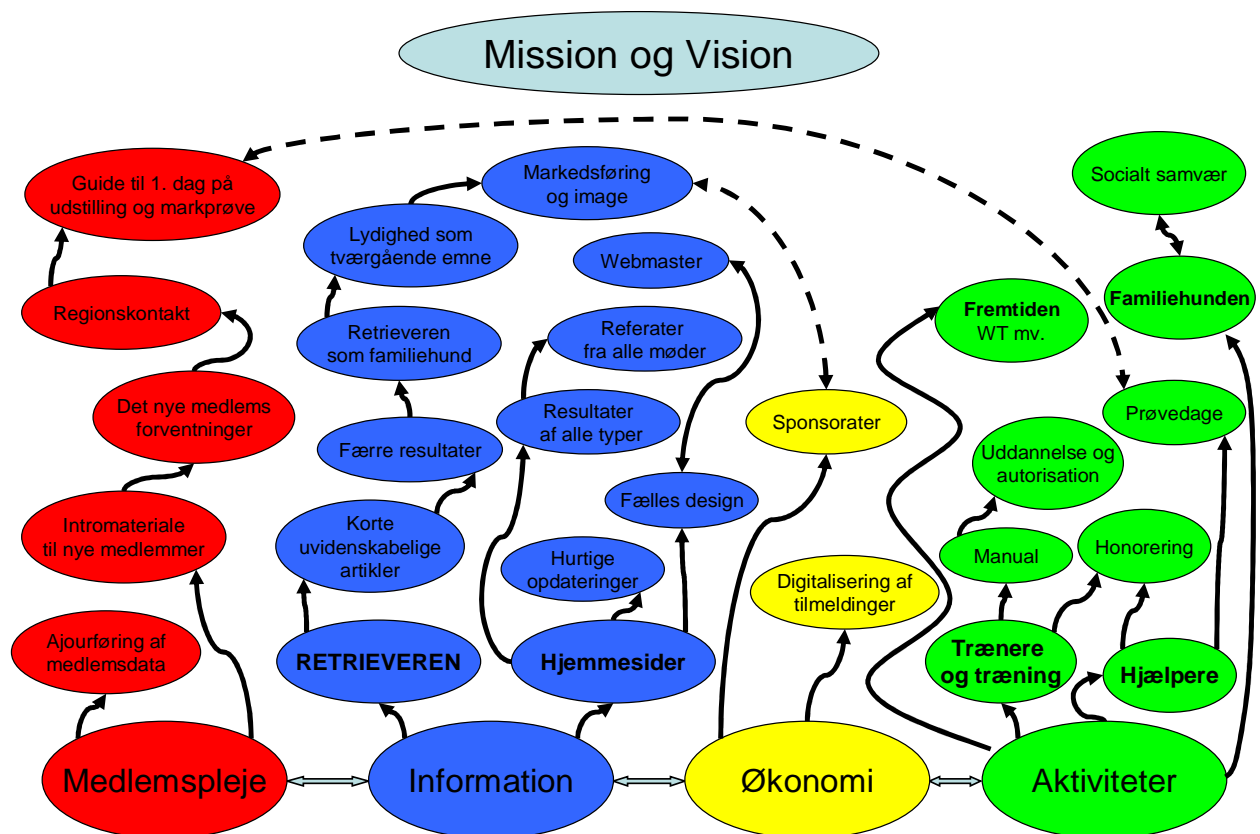 Mission og Vision
Guide til 1. dag på
udstilling og markprøve
Markedsføring
og image
Socialt samvær
Lydighed som
tværgående emne
Webmaster
Regionskontakt
Retrieveren
som familiehund
Referater
fra alle møder
Fremtiden
WT mv.
Familiehunden
Det nye medlems
forventninger
Færre resultater
Resultater
af alle typer
Sponsorater
Prøvedage
Uddannelse og
autorisation
Fælles design
Intromateriale
til nye medlemmer
Korte
uvidenskabelige
artikler
Hurtige
opdateringer
Digitalisering af
tilmeldinger
Manual
Honorering
Ajourføring af
medlemsdata
RETRIEVEREN
Hjemmesider
Trænere
og træning
Hjælpere
Medlemspleje
Information
Økonomi
Aktiviteter